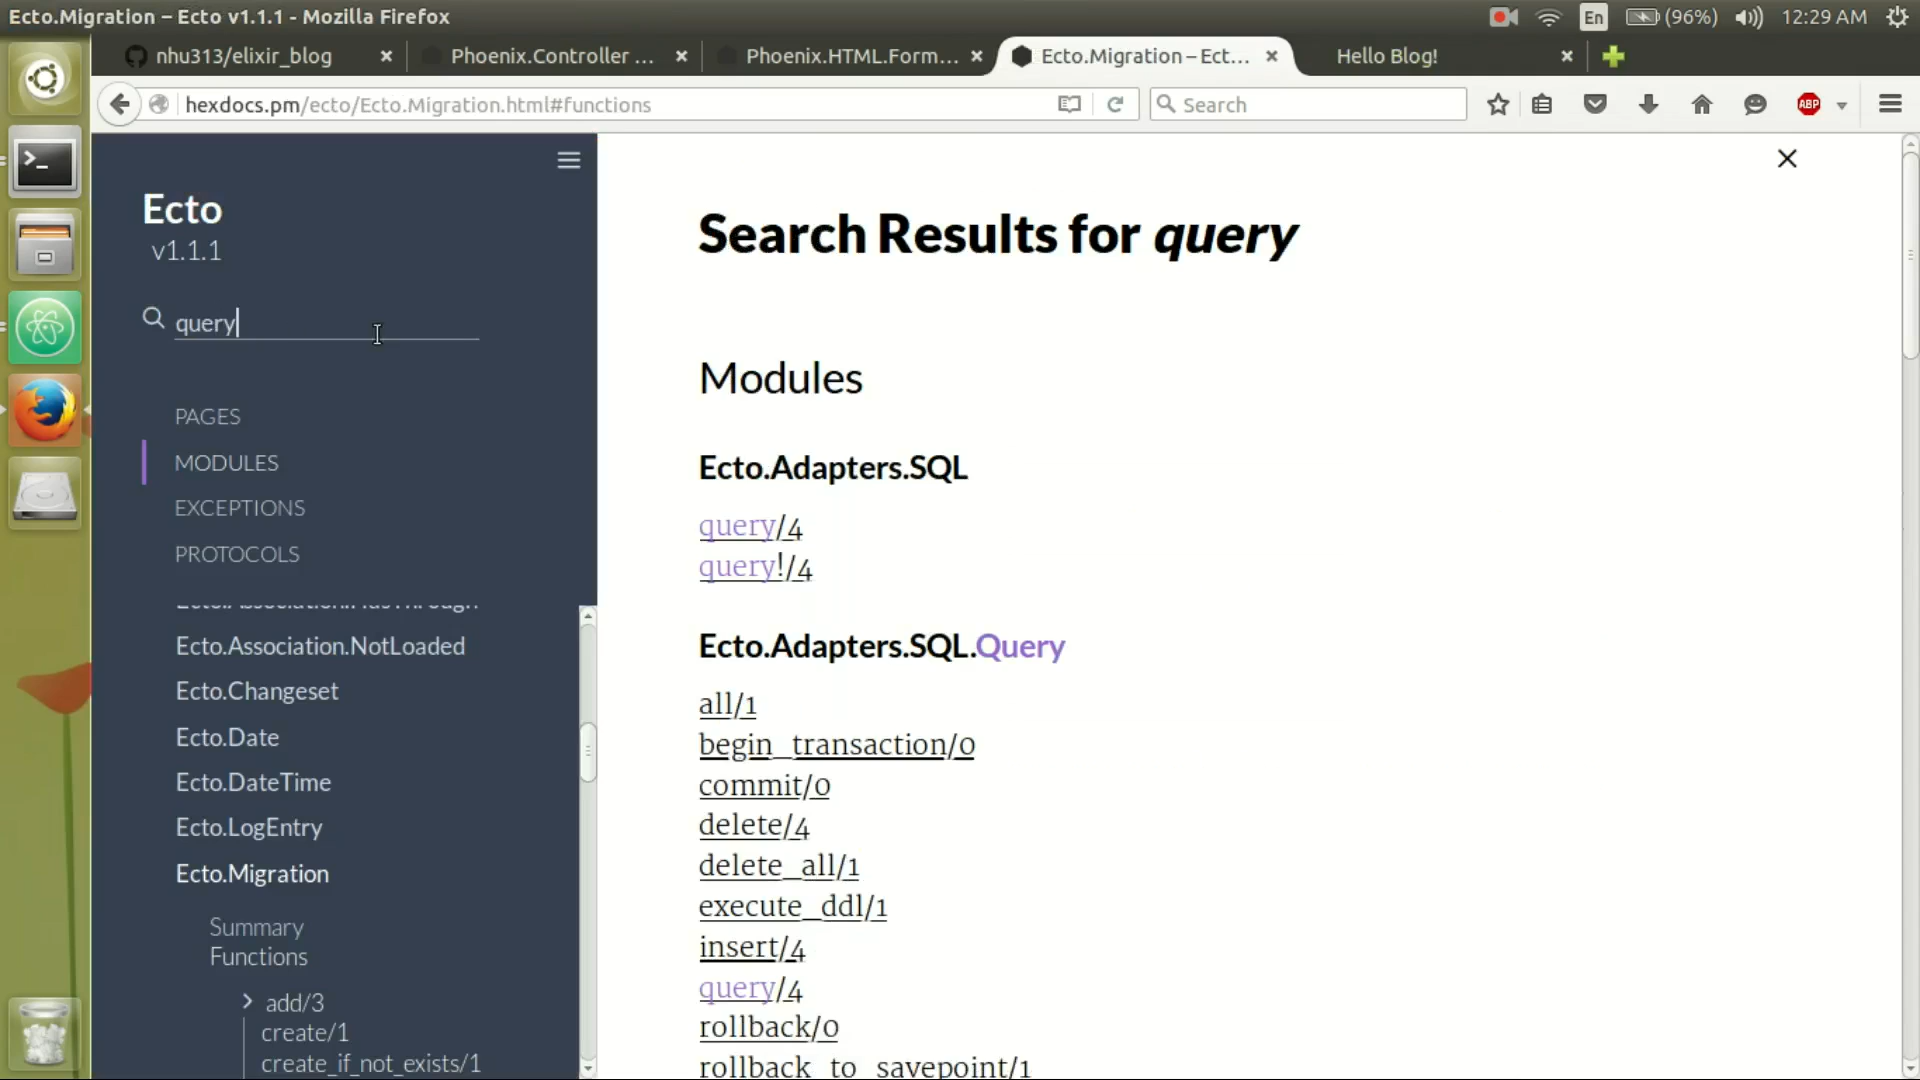 Ecto.Migration – Ecto v1.1.1 - Mozilla Firefox
En
(96%)
12:29 AM
nhu313/elixir_blog
Phoenix.Controller ...
Phoenix.HTML.Form...
Ecto.Migration – Ect...
Hello Blog!
hexdocs.pm/ecto/Ecto.Migration.html#functions
Search
ABP
Ecto
v1.1.1
query
PAGES
MODULES
EXCEPTIONS
PROTOCOLS
Ecto.Association.HasThrough
Ecto.Association.NotLoaded
Ecto.Changeset
Ecto.Date
Ecto.DateTime
Ecto.LogEntry
Ecto.Migration
Summary
Functions
add/3
create/1
create_if_not_exists/1
Search Results for query
Modules
Ecto.Adapters.SQL
query/4
query!/4
Ecto.Adapters.SQL.Query
all/1
begin_transaction/0
commit/0
delete/4
delete_all/1
execute_ddl/1
insert/4
query/4
rollback/0
rollback_to_savepoint/1